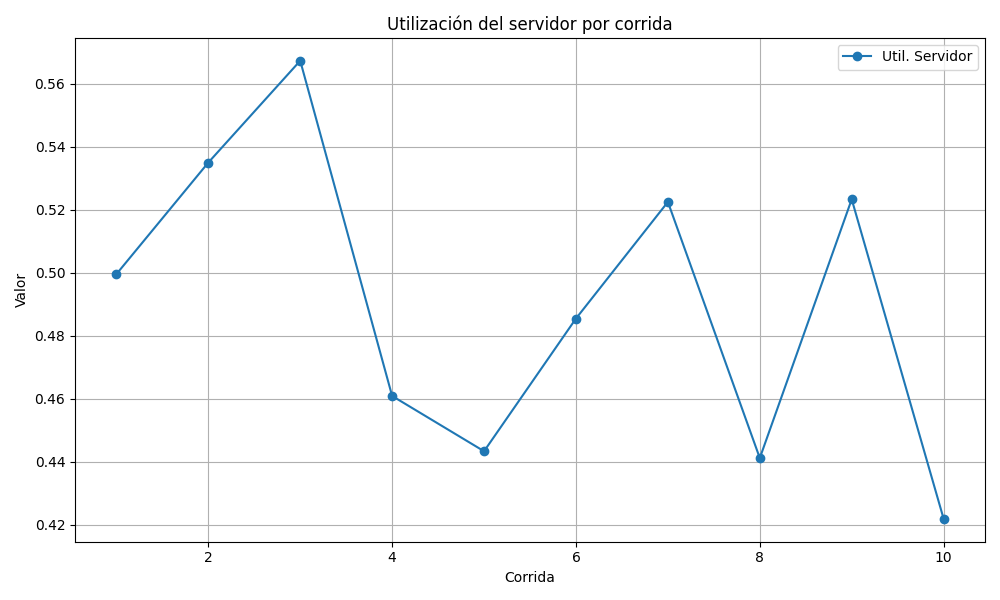 Utilización del servidor por corrida
Util. Servidor
Valor
0.56
0.54
0.52
0.50
0.48
0.46
0.44
0.42
2 4 6 8 10
Corrida